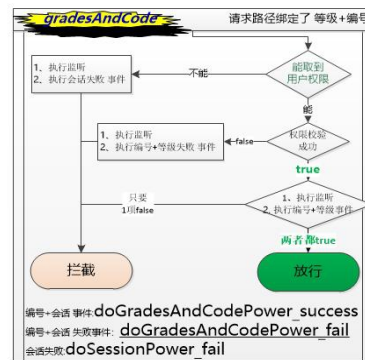 gradesAndCode
请求路径绑定了 等级+编号
能取到
用户权限
不能
1、执行监听
2、执行会话失败 事件
能
权限校验
成功
false
1、执行监听
2、执行编号+等级失败 事件
true
1、执行监听
2、执行编号+等级事件
只要
1项false
两者都true
拦截
放行
编号+会话 事件:doGradesAndCodePower_success
编号+会话 失败事件: doGradesAndCodePower_fail
会话失败:doSessionPower_fail